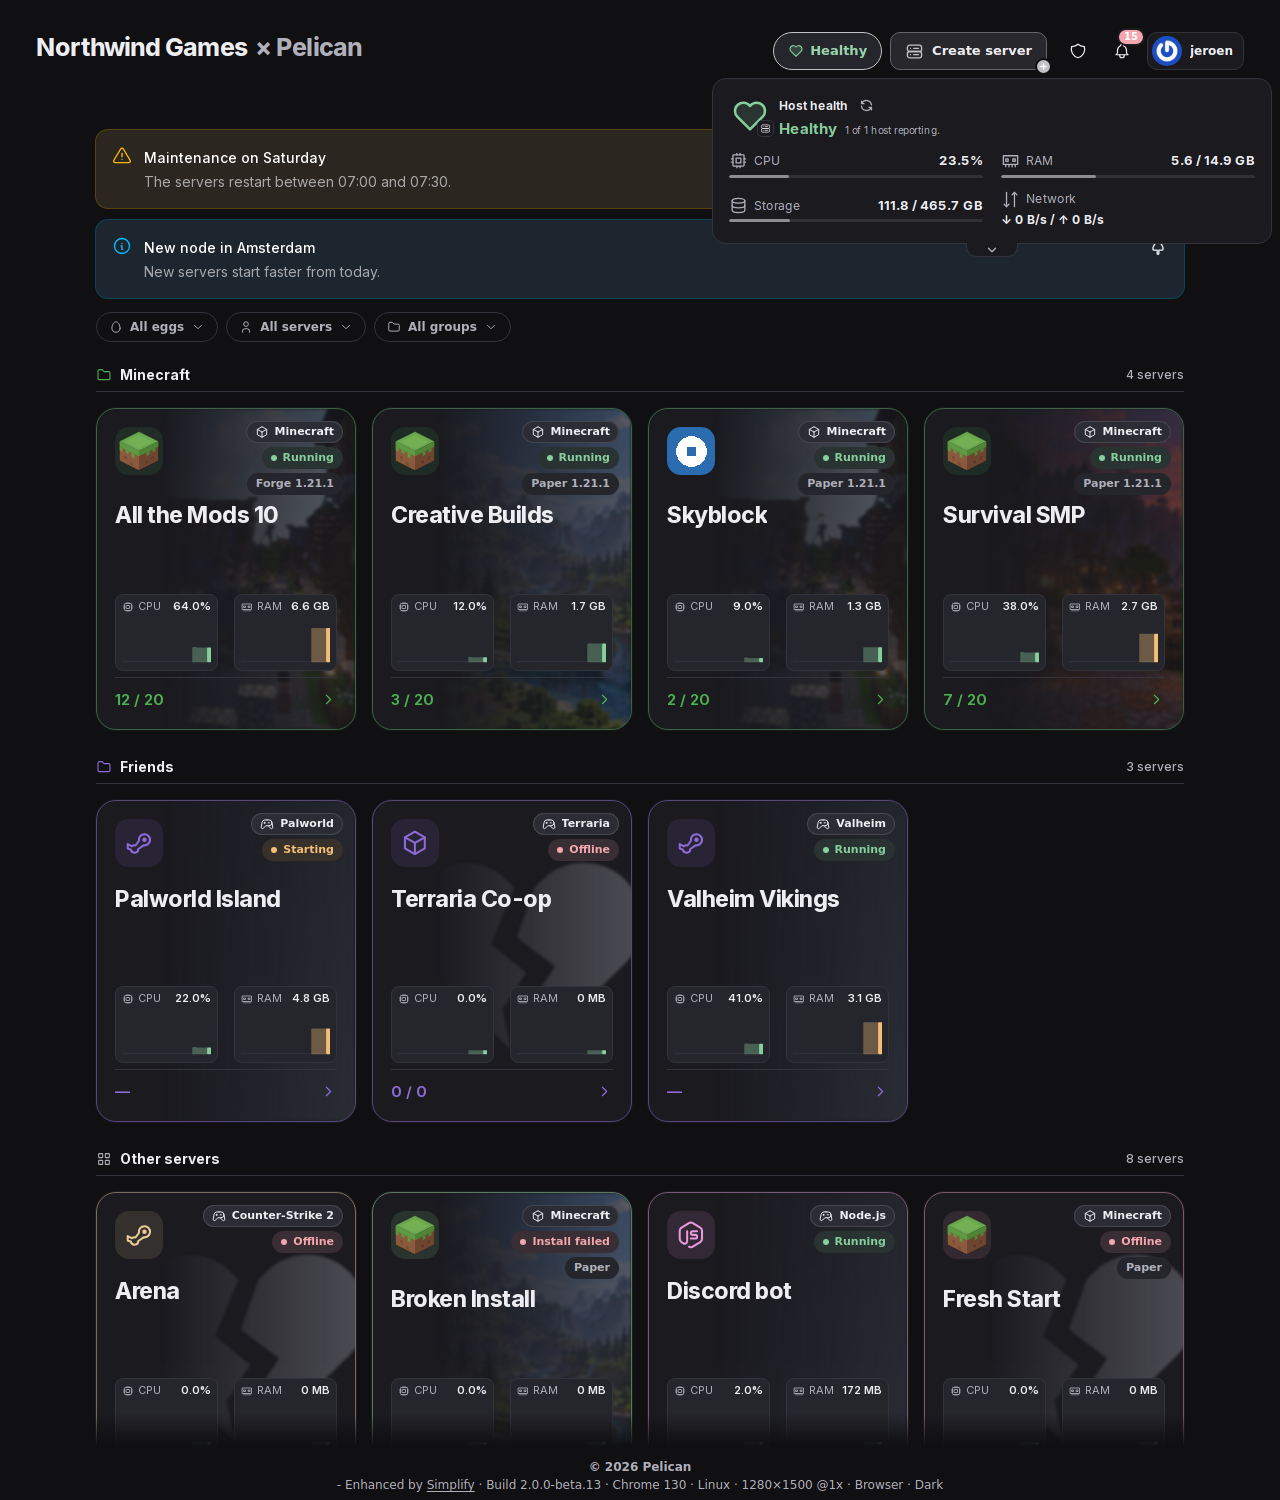 Northwind Games × Pelican
Healthy
Create server
15
jeroen
Host health
Healthy 1 of 1 host reporting.
CPU 23.5%
RAM 5.6 / 14.9 GB
Storage 111.8 / 465.7 GB
Network
↓ 0 B/s / ↑ 0 B/s
Maintenance on Saturday
The servers restart between 07:00 and 07:30.
New node in Amsterdam
New servers start faster from today.
All eggs
All servers
All groups
Minecraft
4 servers
Minecraft
Running
Forge 1.21.1
All the Mods 10
CPU 64.0%
RAM 6.6 GB
12 / 20
Minecraft
Running
Paper 1.21.1
Creative Builds
CPU 12.0%
RAM 1.7 GB
3 / 20
Minecraft
Running
Paper 1.21.1
Skyblock
CPU 9.0%
RAM 1.3 GB
2 / 20
Minecraft
Running
Paper 1.21.1
Survival SMP
CPU 38.0%
RAM 2.7 GB
7 / 20
Friends
3 servers
Palworld
Starting
Palworld Island
CPU 22.0%
RAM 4.8 GB
—
Terraria
Offline
Terraria Co-op
CPU 0.0%
RAM 0 MB
0 / 0
Valheim
Running
Valheim Vikings
CPU 41.0%
RAM 3.1 GB
—
Other servers
8 servers
Counter-Strike 2
Offline
Arena
CPU 0.0%
RAM 0 MB
Minecraft
Install failed
Paper
Broken Install
CPU 0.0%
RAM 0 MB
Node.js
Running
JS
Discord bot
CPU 2.0%
RAM 172 MB
Minecraft
Offline
Paper
Fresh Start
CPU 0.0%
RAM 0 MB
© 2026 Pelican
- Enhanced by Simplify · Build 2.0.0-beta.13 · Chrome 130 · Linux · 1280×1500 @1x · Browser · Dark